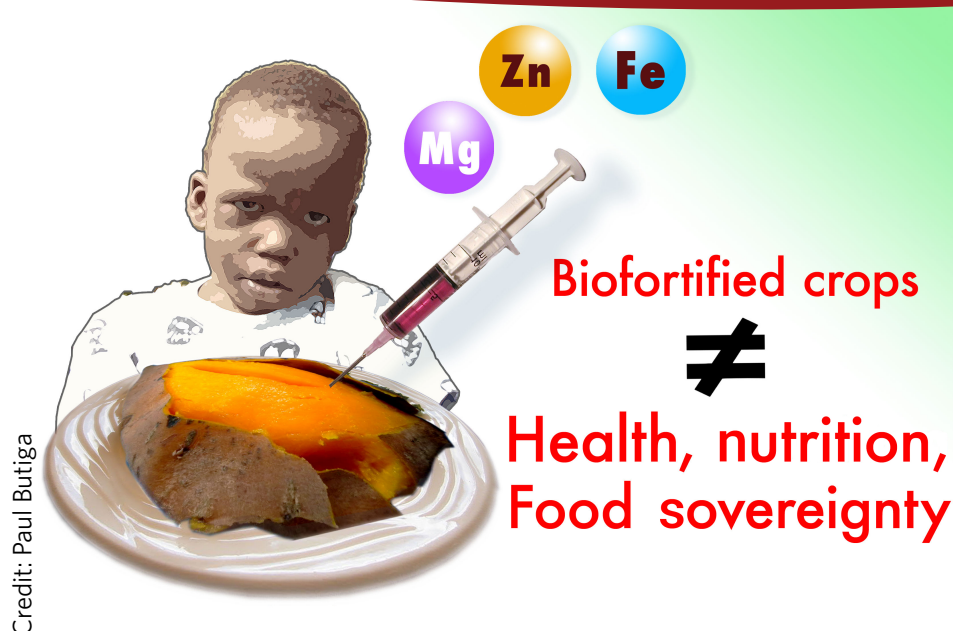 Zn
Fe
Mg
Biofortified crops
≠
Health, nutrition,
Food sovereignty
Credit: Paul Butiga